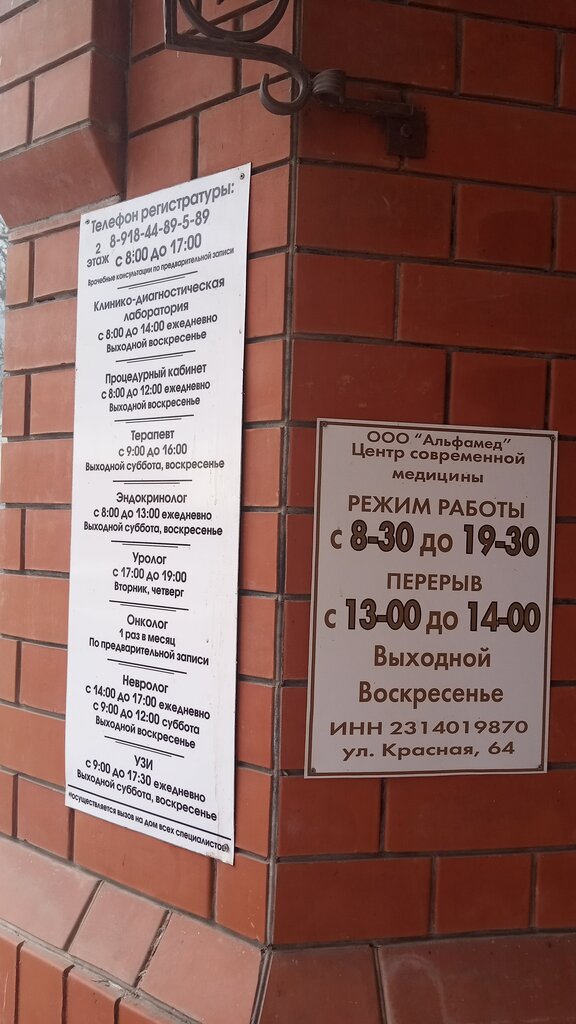 Телефон регистратуры:
2 этаж 8-918-44-89-5-89
с 8:00 до 17:00
Врачебные консультации по предварительной записи
Клинико-диагностическая
лаборатория
с 8:00 до 14:00 ежедневно
Выходной воскресенье
Процедурный кабинет
с 8:00 до 12:00 ежедневно
Выходной воскресенье
Терапевт
с 9:00 до 16:00
Выходной суббота, воскресенье
Эндокринолог
с 8:00 до 13:00 ежедневно
Выходной суббота, воскресенье
Уролог
с 17:00 до 19:00
Вторник, четверг
Онколог
1 раз в месяц
По предварительной записи
Невролог
с 14:00 до 17:00 ежедневно
с 9:00 до 12:00 суббота
Выходной воскресенье
УЗИ
с 9:00 до 17:30 ежедневно
Выходной суббота, воскресенье
осуществляется вызов на дом всех специалистов
ООО "Альфамед"
Центр современной
медицины
РЕЖИМ РАБОТЫ
с 8-30 до 19-30
ПЕРЕРЫВ
с 13-00 до 14-00
Выходной
Воскресенье
ИНН 2314019870
ул. Красная, 64